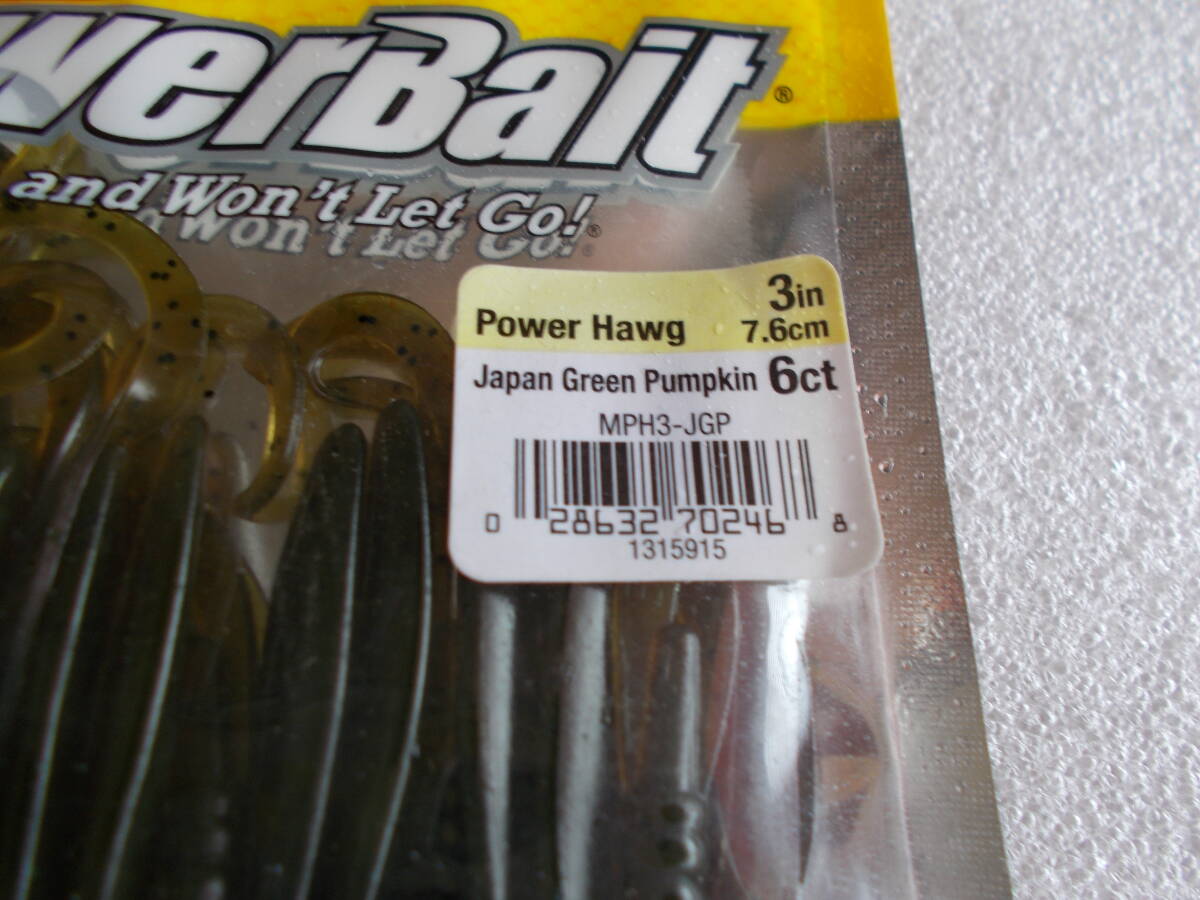 werBait®
and Won't Let Go!®
3in
Power Hawg 7.6cm
Japan Green Pumpkin 6ct
MPH3-JGP
0 28632 70246 8
1315915